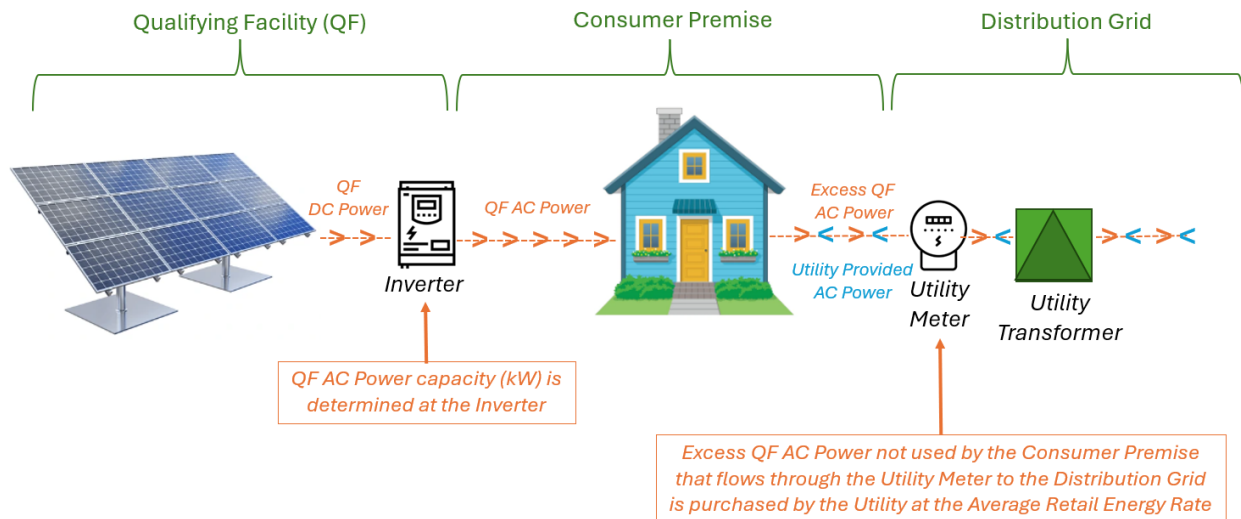 Qualifying Facility (QF)
Consumer Premise
Distribution Grid
QF
DC Power
QF AC Power
Excess QF
AC Power
Utility Provided
AC Power
Inverter
Utility
Meter
Utility
Transformer
QF AC Power capacity (kW) is
determined at the Inverter
Excess QF AC Power not used by the Consumer Premise
that flows through the Utility Meter to the Distribution Grid
is purchased by the Utility at the Average Retail Energy Rate